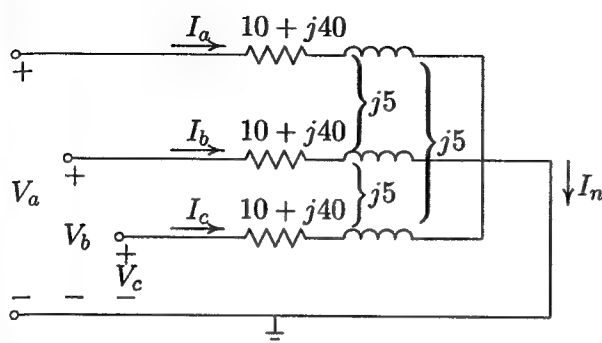 I_a 10 + j40
+
j5
I_b 10 + j40
+
j5
I_n
V_a
I_c 10 + j40
j5
V_b
+
V_c
− − −